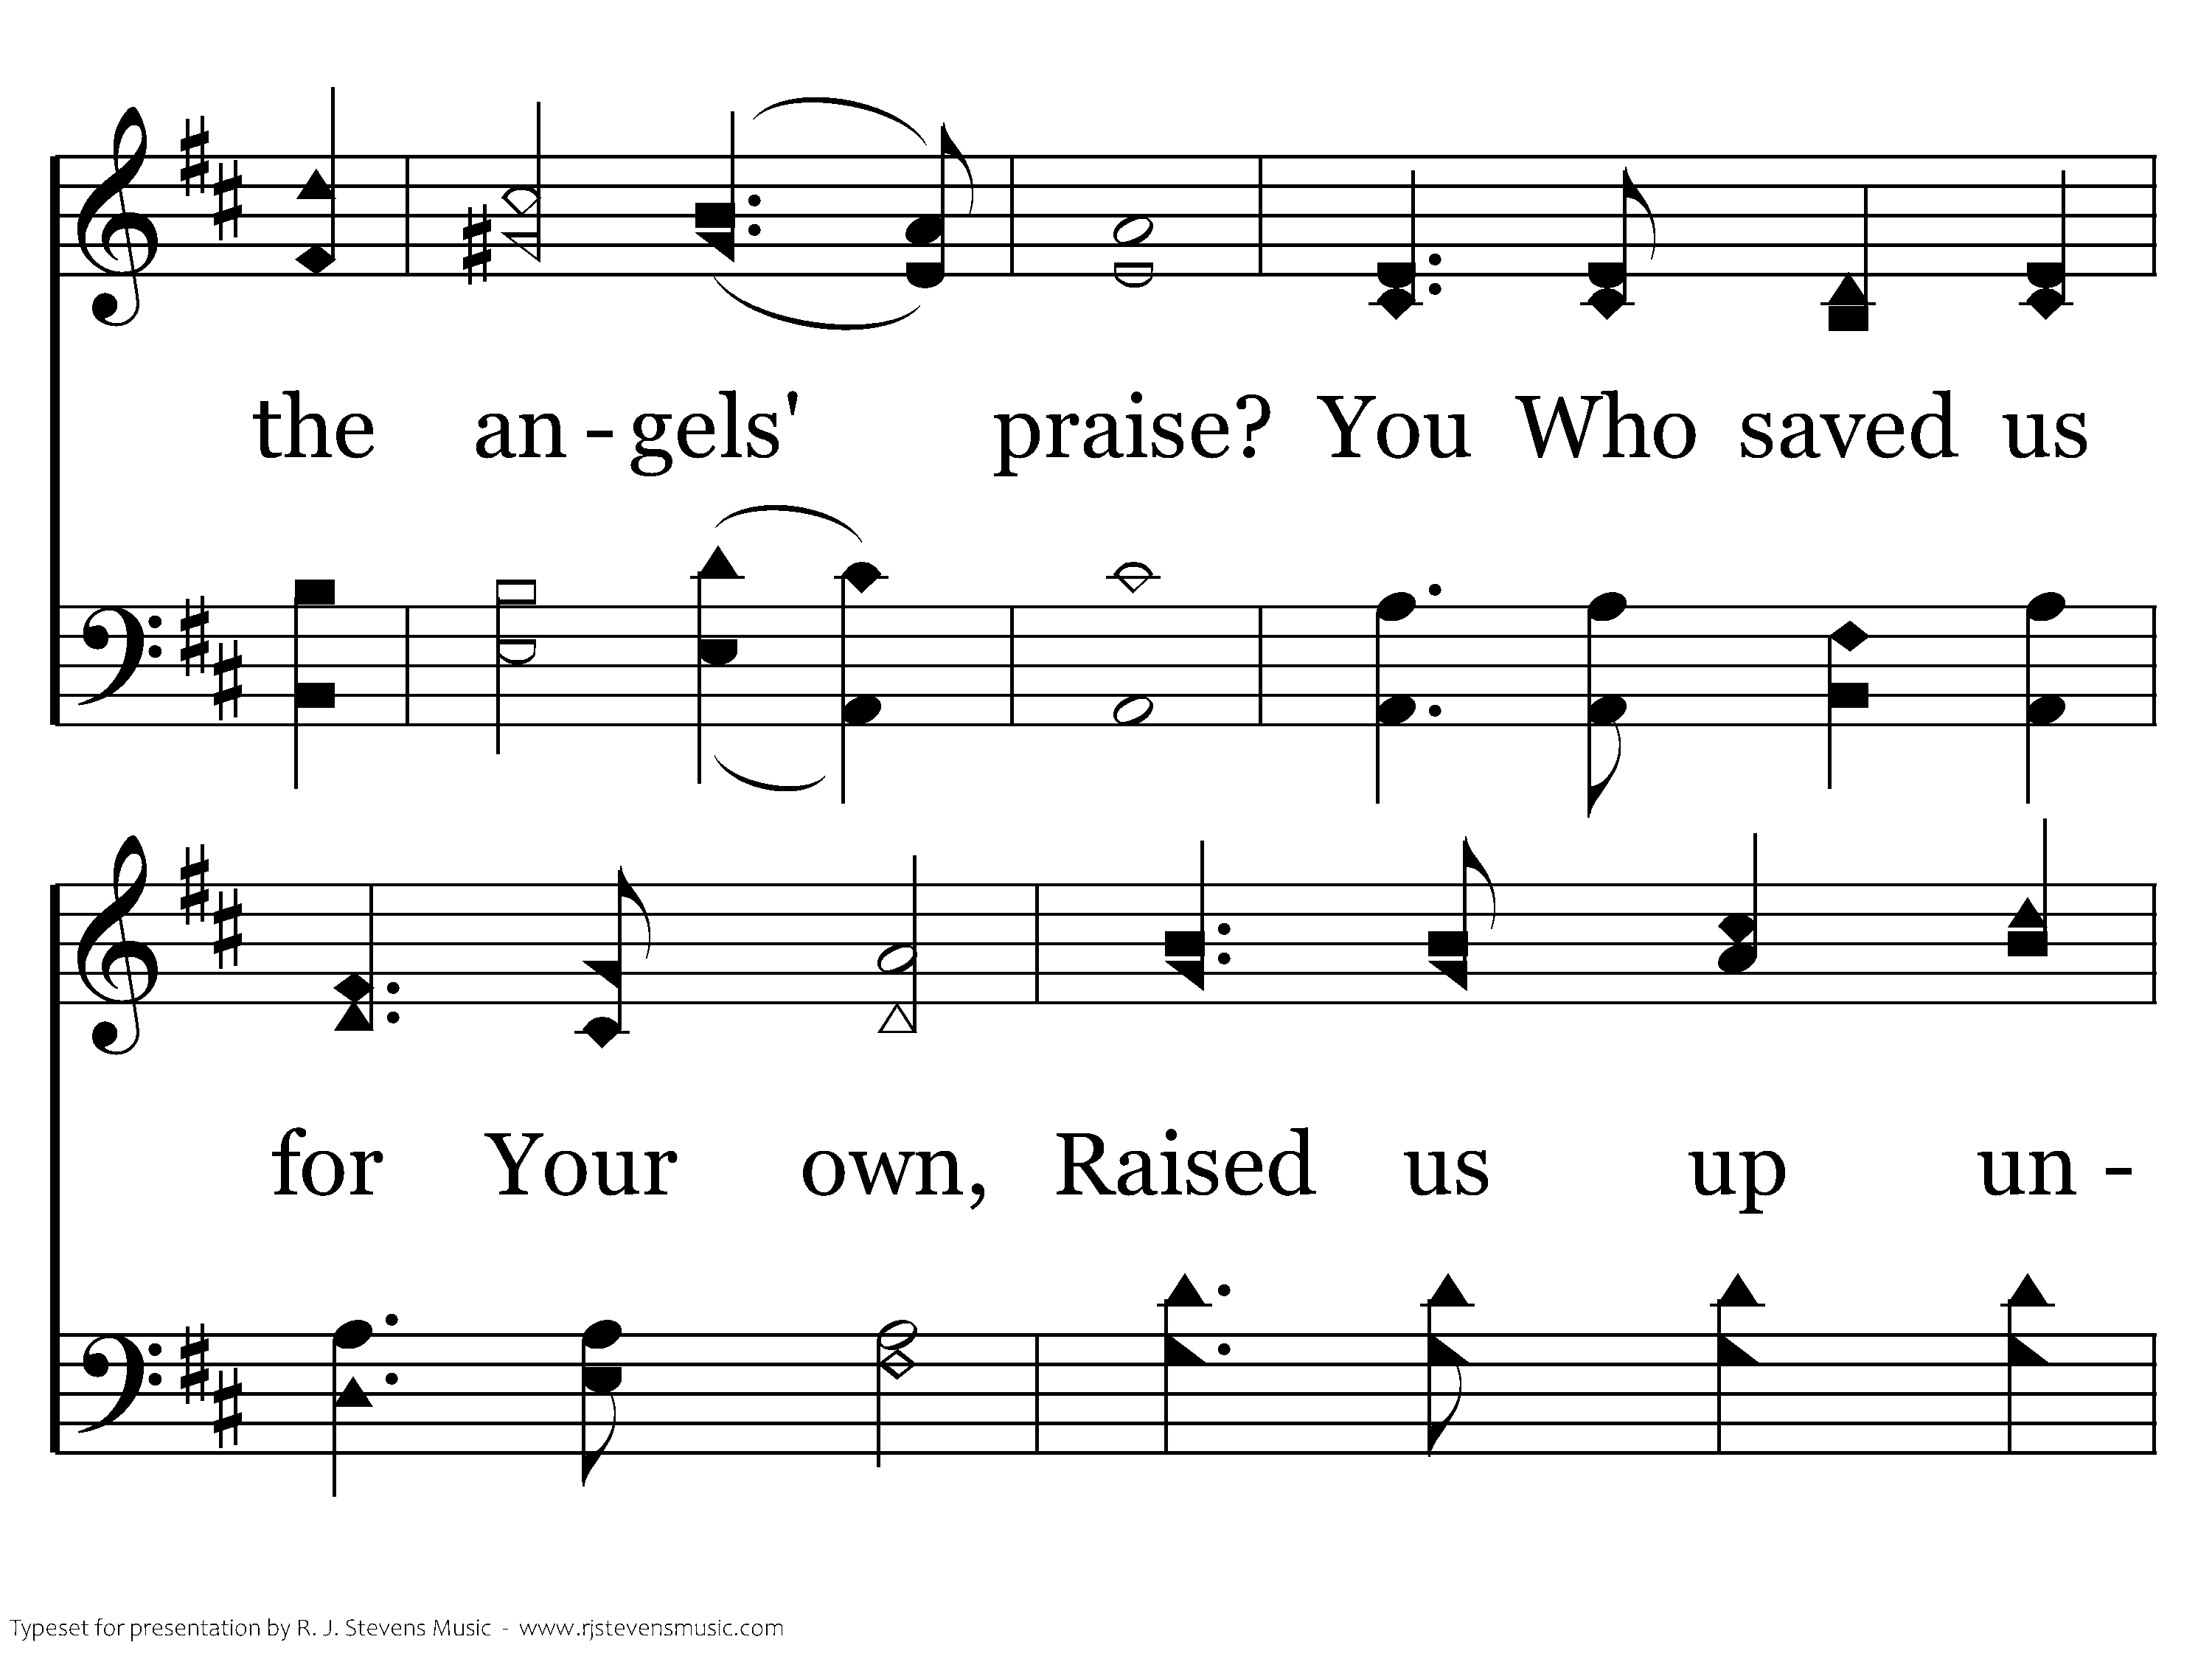 the an - gels' praise? You Who saved us
for Your own, Raised us up un -
Typeset for presentation by R. J. Stevens Music - www.rjstevensmusic.com